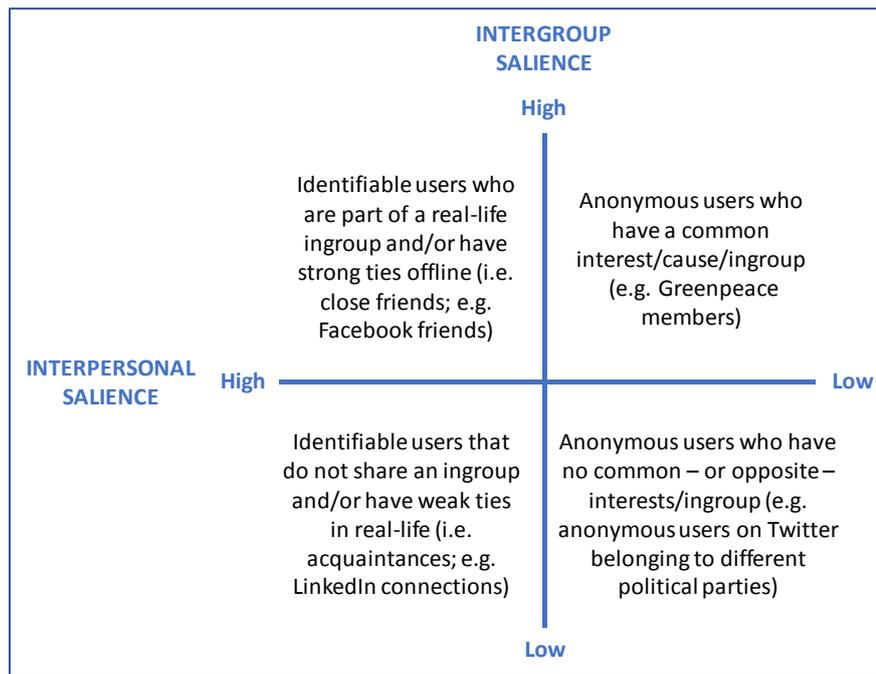 INTERGROUP
SALIENCE
High
Identifiable users who
are part of a real-life
ingroup and/or have
strong ties offline (i.e.
close friends; e.g.
Facebook friends)
Anonymous users who
have a common
interest/cause/ingroup
(e.g. Greenpeace
members)
INTERPERSONAL
SALIENCE
High
Low
Identifiable users that
do not share an ingroup
and/or have weak ties
in real-life (i.e.
acquaintances; e.g.
LinkedIn connections)
Anonymous users who have
no common – or opposite –
interests/ingroup (e.g.
anonymous users on Twitter
belonging to different
political parties)
Low